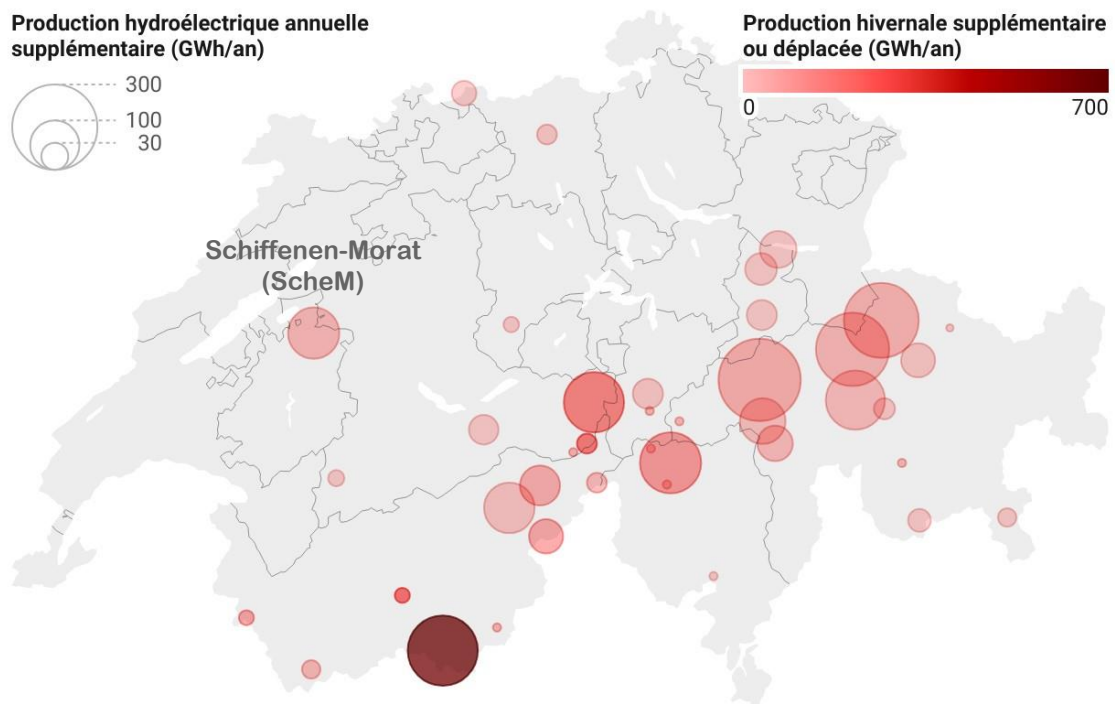 Production hydroélectrique annuelle
supplémentaire (GWh/an)
300
100
30
Production hivernale supplémentaire
ou déplacée (GWh/an)
0
700
Schiffenen-Morat
(ScheM)